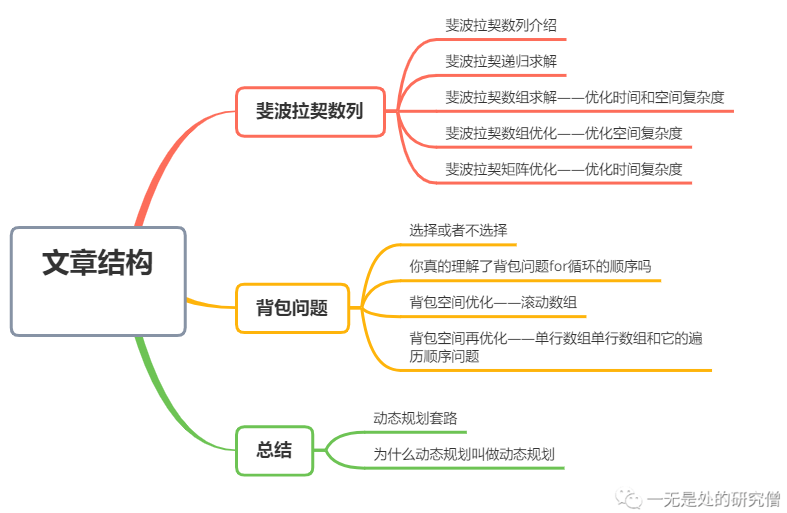 斐波拉契数列介绍
斐波拉契递归求解
斐波拉契数列
斐波拉契数组求解——优化时间和空间复杂度
斐波拉契数组优化——优化空间复杂度
斐波拉契矩阵优化——优化时间复杂度
文章结构
选择或者不选择
你真的理解了背包问题for循环的顺序吗
背包问题
背包空间优化——滚动数组
背包空间再优化——单行数组单行数组和它的遍
历顺序问题
动态规划套路
总结
为什么动态规划叫做动态规划
一无是处的研究僧